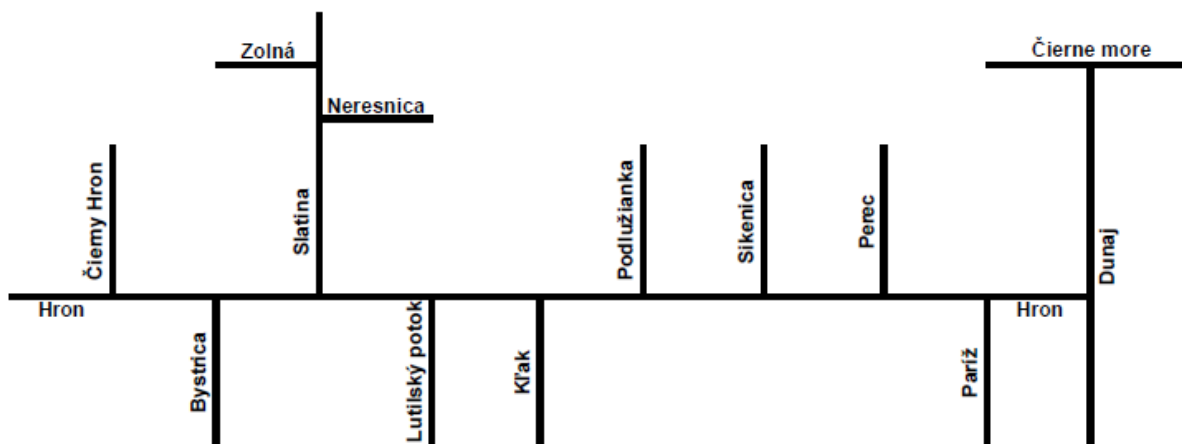 Zolná
Čierne more
Neresnica
Čierny Hron
Slatina
Podlužianka
Sikenica
Perec
Dunaj
Hron
Hron
Bystrica
Lutilský potok
Kľak
Paríž